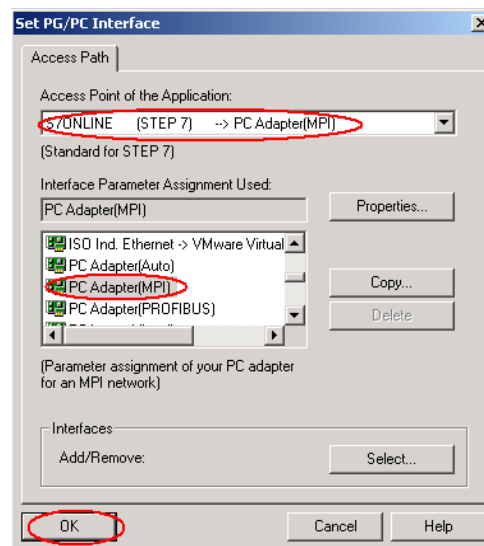 Set PG/PC Interface
Access Path
Access Point of the Application:
S7ONLINE (STEP 7) --> PC Adapter(MPI)
(Standard for STEP 7)
Interface Parameter Assignment Used:
PC Adapter(MPI)
Properties...
ISO Ind. Ethernet -> VMware Virtual
PC Adapter(Auto)
PC Adapter(MPI)
PC Adapter(PROFIBUS)
Copy...
Delete
(Parameter assignment of your PC adapter
for an MPI network)
Interfaces
Add/Remove:
Select...
OK
Cancel
Help